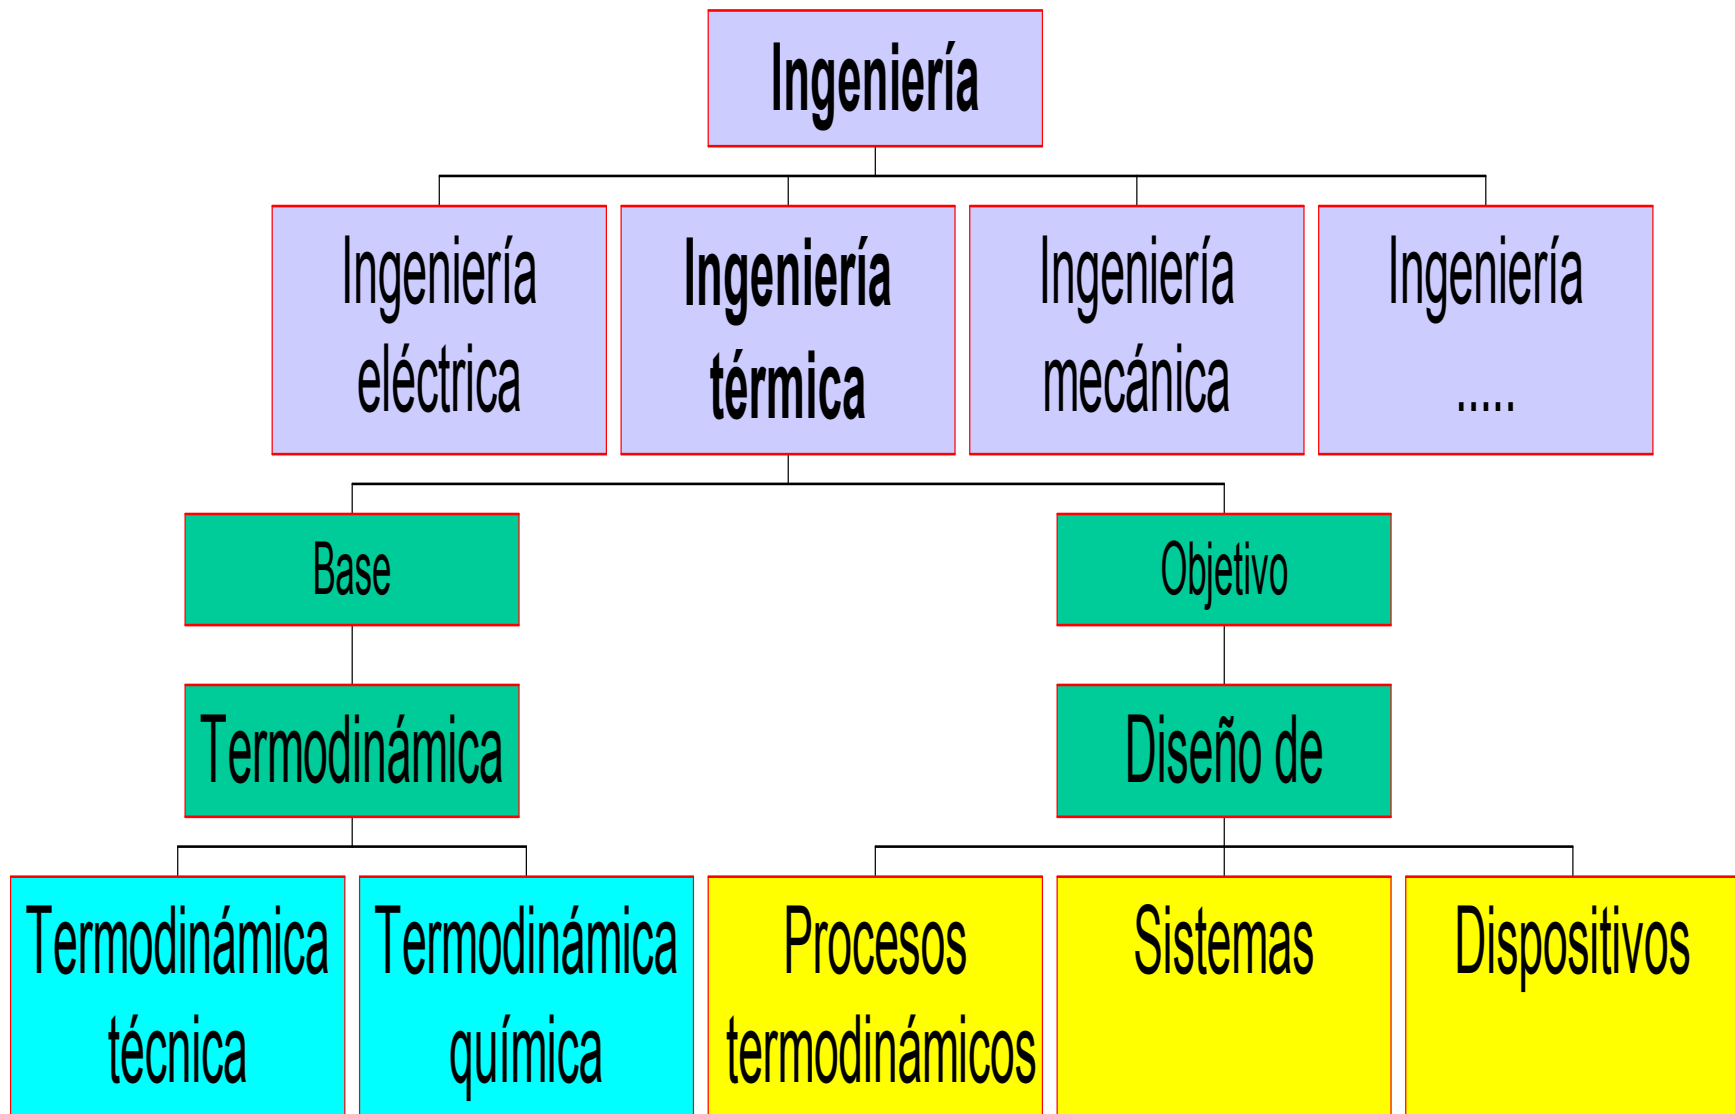 Ingeniería
Ingeniería
eléctrica
Ingeniería
térmica
Ingeniería
mecánica
Ingeniería
.....
Base
Objetivo
Termodinámica
Diseño de
Termodinámica
técnica
Termodinámica
química
Procesos
termodinámicos
Sistemas
Dispositivos